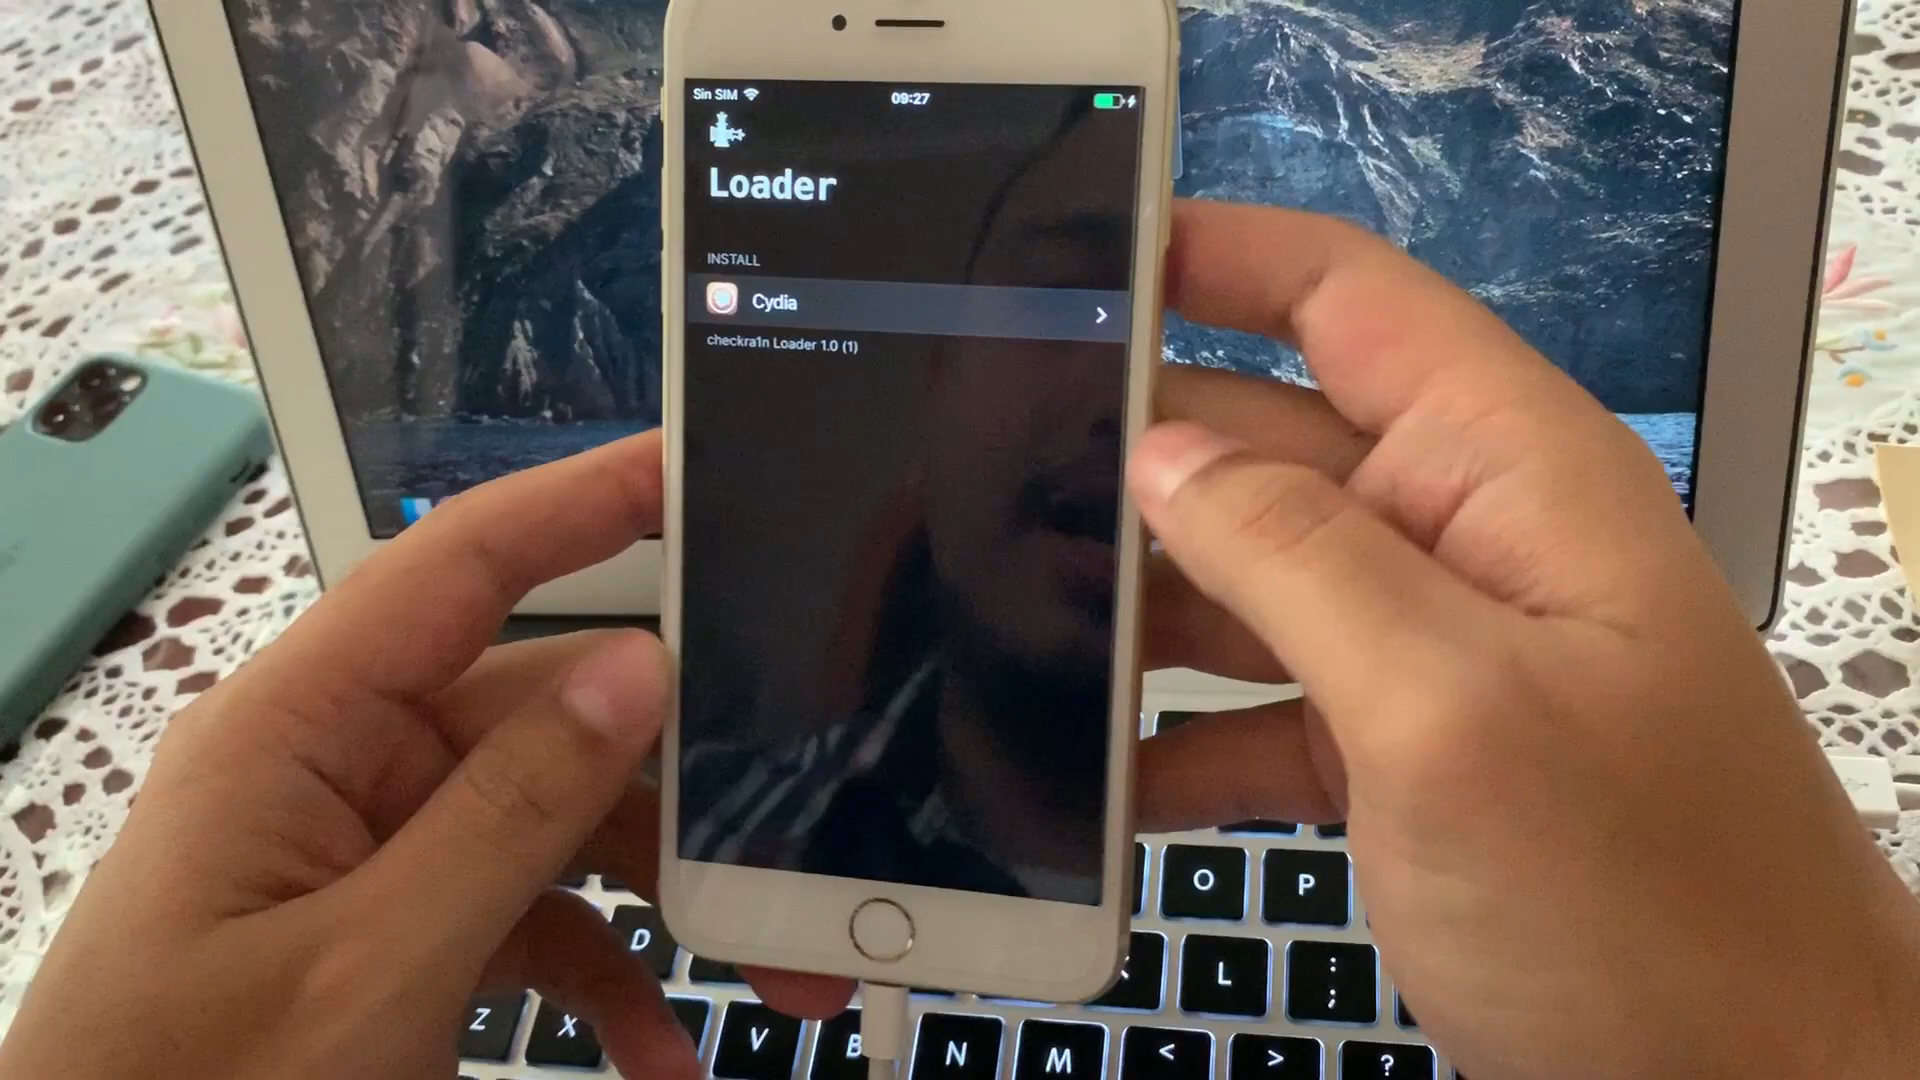 Sin SIM
09:27
Loader
INSTALL
Cydia
checkra1n Loader 1.0 (1)
O
P
D
L
:
;
Z
X
V
B
N
M
<
>
?